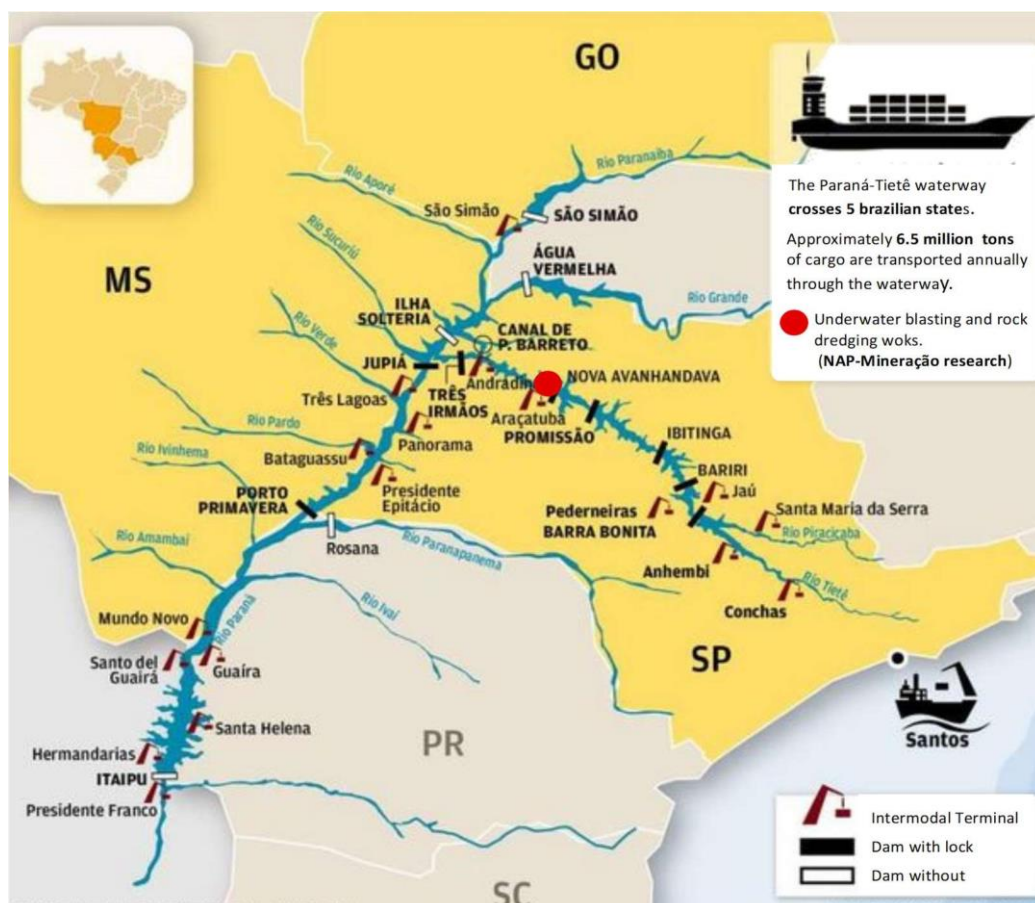 GO
The Paraná-Tietê waterway
crosses 5 brazilian states.
Approximately 6.5 million tons
of cargo are transported annually
through the waterway.
Underwater blasting and rock
dredging woks.
(NAP-Mineração research)
Rio Aporé
Rio Paranaíba
São Simão
SÃO SIMÃO
Rio Sucuriú
MS
ÁGUA
VERMELHA
Rio Grande
ILHA
SOLTERIA
Rio Verde
CANAL DE
P. BARRETO
JUPIÁ
TRÊS
IRMÃOS
Andradin
NOVA AVANHANDAVA
Três Lagoas
Araçatuba
PROMISSÃO
Rio Pardo
Panorama
IBITINGA
Rio Ivinhema
Bataguassu
BARIRI
Jaú
Presidente
Epitácio
PORTO
PRIMAVERA
Pederneiras
BARRA BONITA
Santa Maria da Serra
Rio Piracicaba
Rosana
Rio Paranapanema
Rio Amambaí
Anhembi
Rio Tietê
Conchas
Rio Ivaí
Mundo Novo
Rio Paraná
Santo del
Guairá
Guaíra
SP
Santa Helena
PR
Santos
Hermandarias
ITAIPU
Presidente Franco
SC
Intermodal Terminal
Dam with lock
Dam without